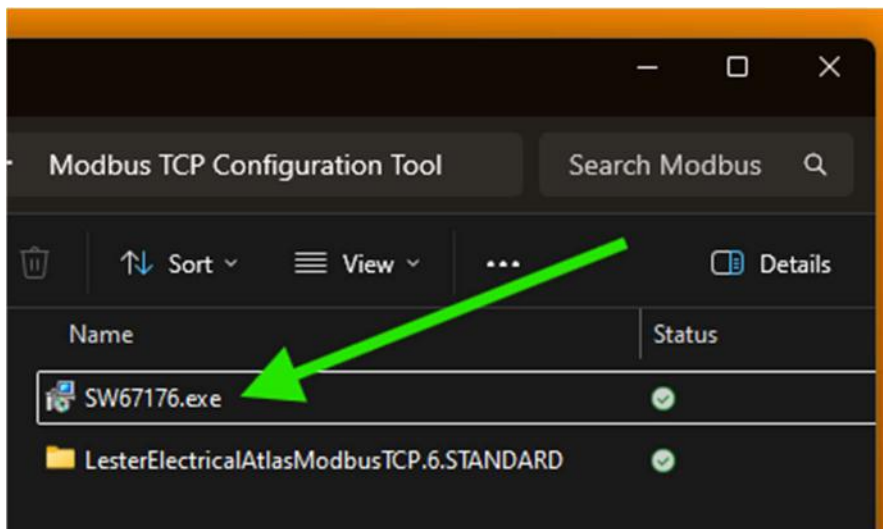 Modbus TCP Configuration Tool
Search Modbus
Sort
View
Details
Name
Status
SW67176.exe
LesterElectricalAtlasModbusTCP.6.STANDARD